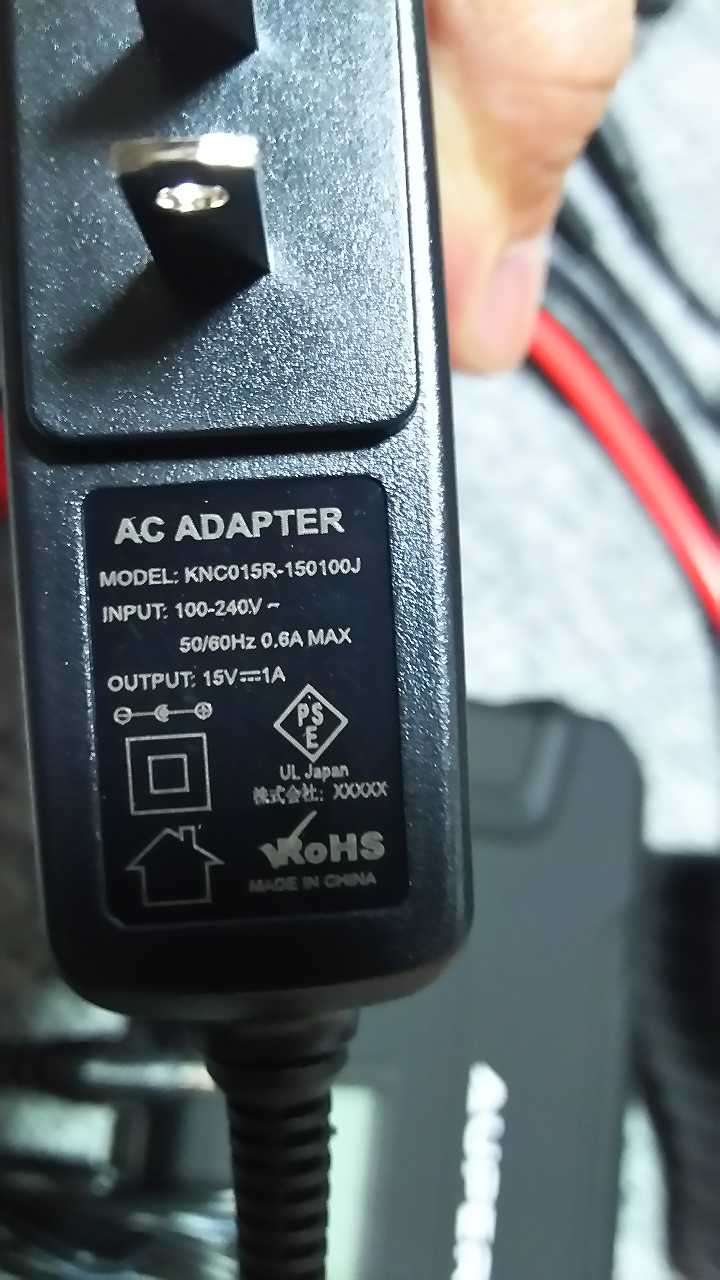 AC ADAPTER
MODEL: KNC015R-150100J
INPUT: 100-240V ~
50/60Hz 0.6A MAX
OUTPUT: 15V⎓1A
PS
E
UL Japan
株式会社: XXXXX
RoHS
MADE IN CHINA